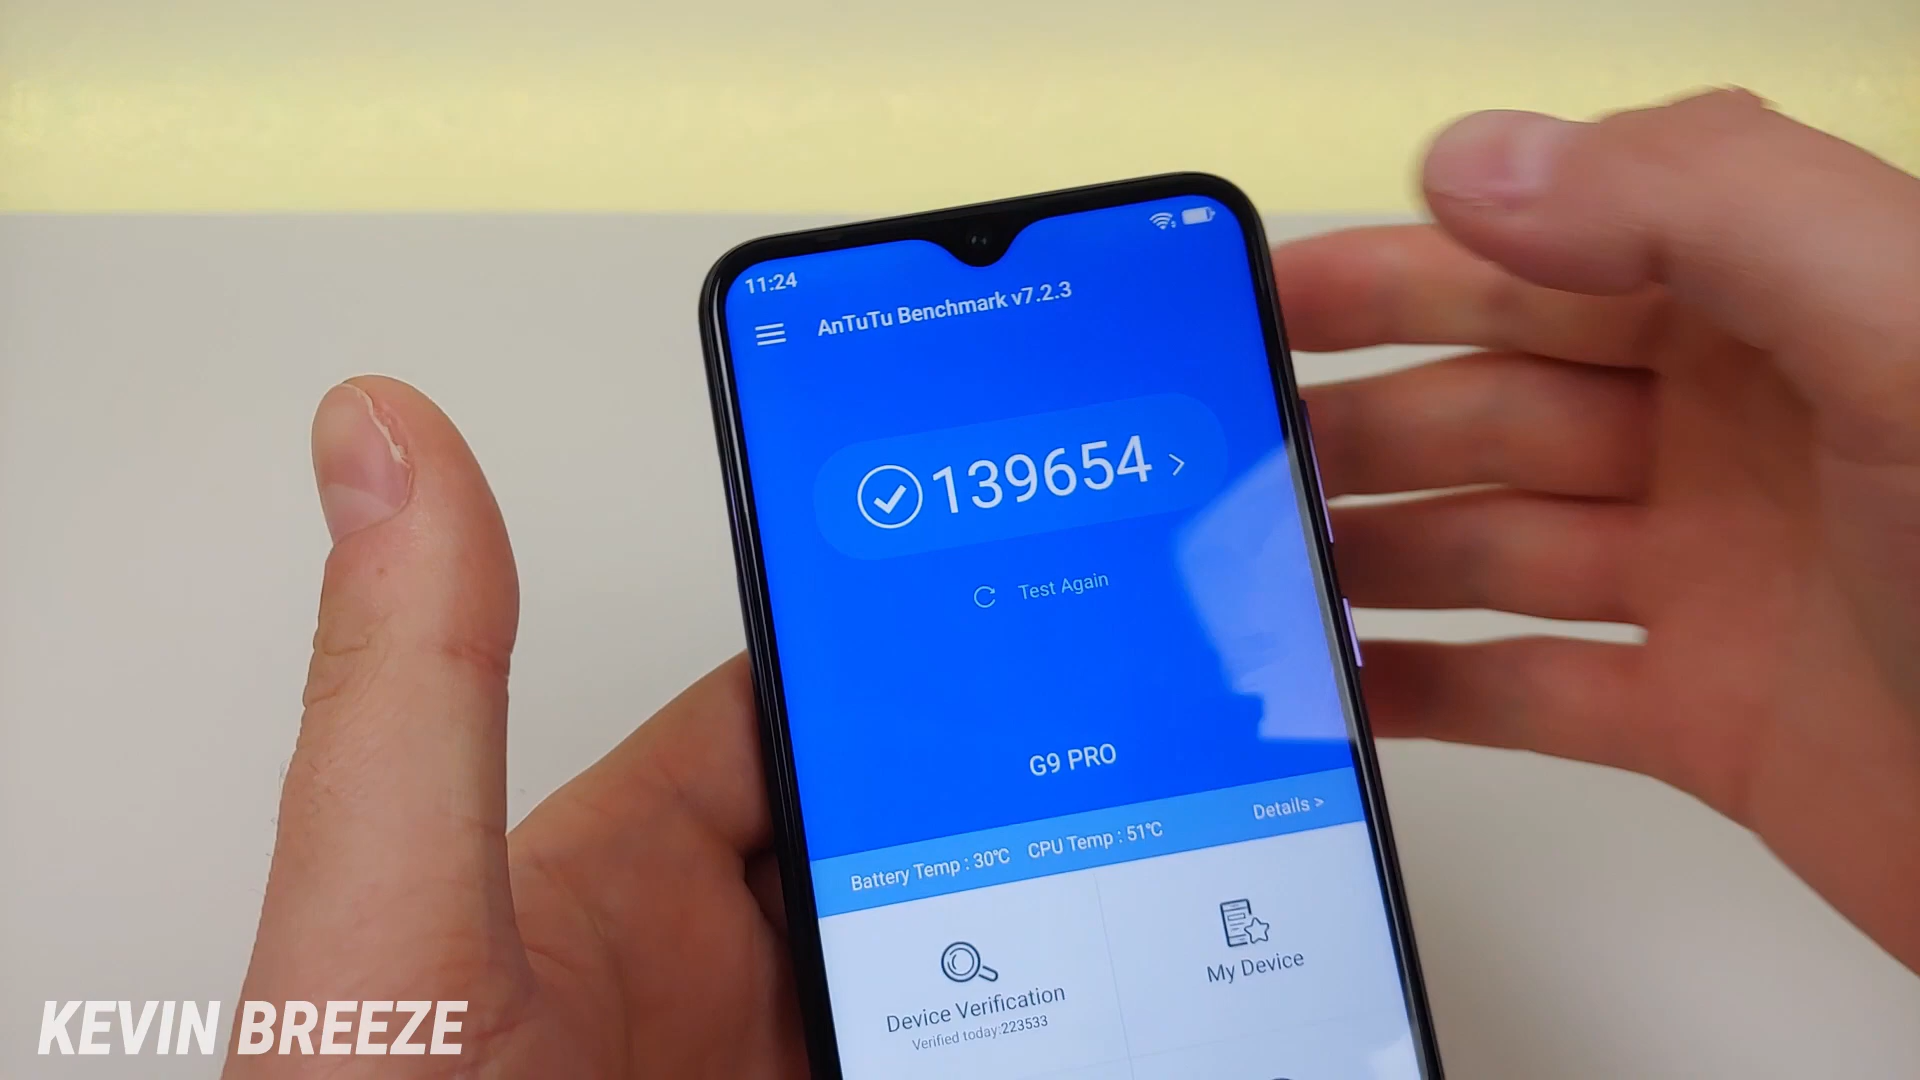 11:24
AnTuTu Benchmark v7.2.3
139654 >
Test Again
G9 PRO
Battery Temp : 30℃ CPU Temp : 51℃ Details >
Device Verification
Verified today:223533
My Device
KEVIN BREEZE